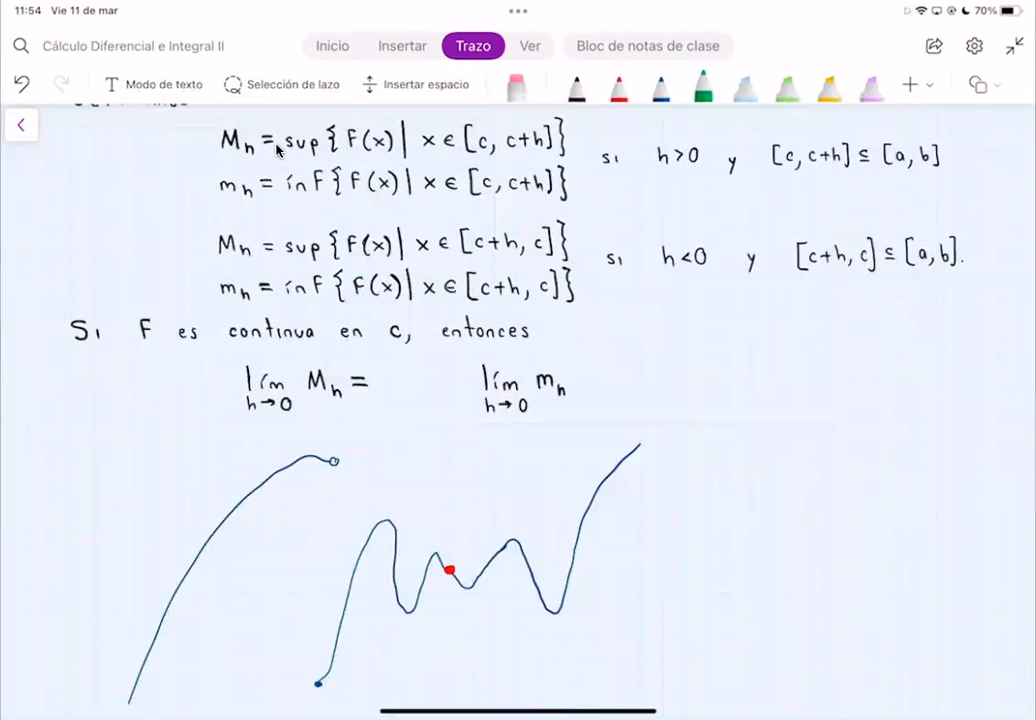 11:54 Vie 11 de mar
70%
Cálculo Diferencial e Integral II
Inicio Insertar Trazo Ver Bloc de notas de clase
Modo de texto Selección de lazo Insertar espacio
M_h = sup { f(x) | x ∈ [c, c+h] }
m_h = inf { f(x) | x ∈ [c, c+h] }
si h>0 y [c, c+h] ⊆ [a, b]
M_h = sup { f(x) | x ∈ [c+h, c] }
m_h = inf { f(x) | x ∈ [c+h, c] }
si h<0 y [c+h, c] ⊆ [a, b].
Si f es continua en c, entonces
lím M_h = lím m_h
h→0 h→0